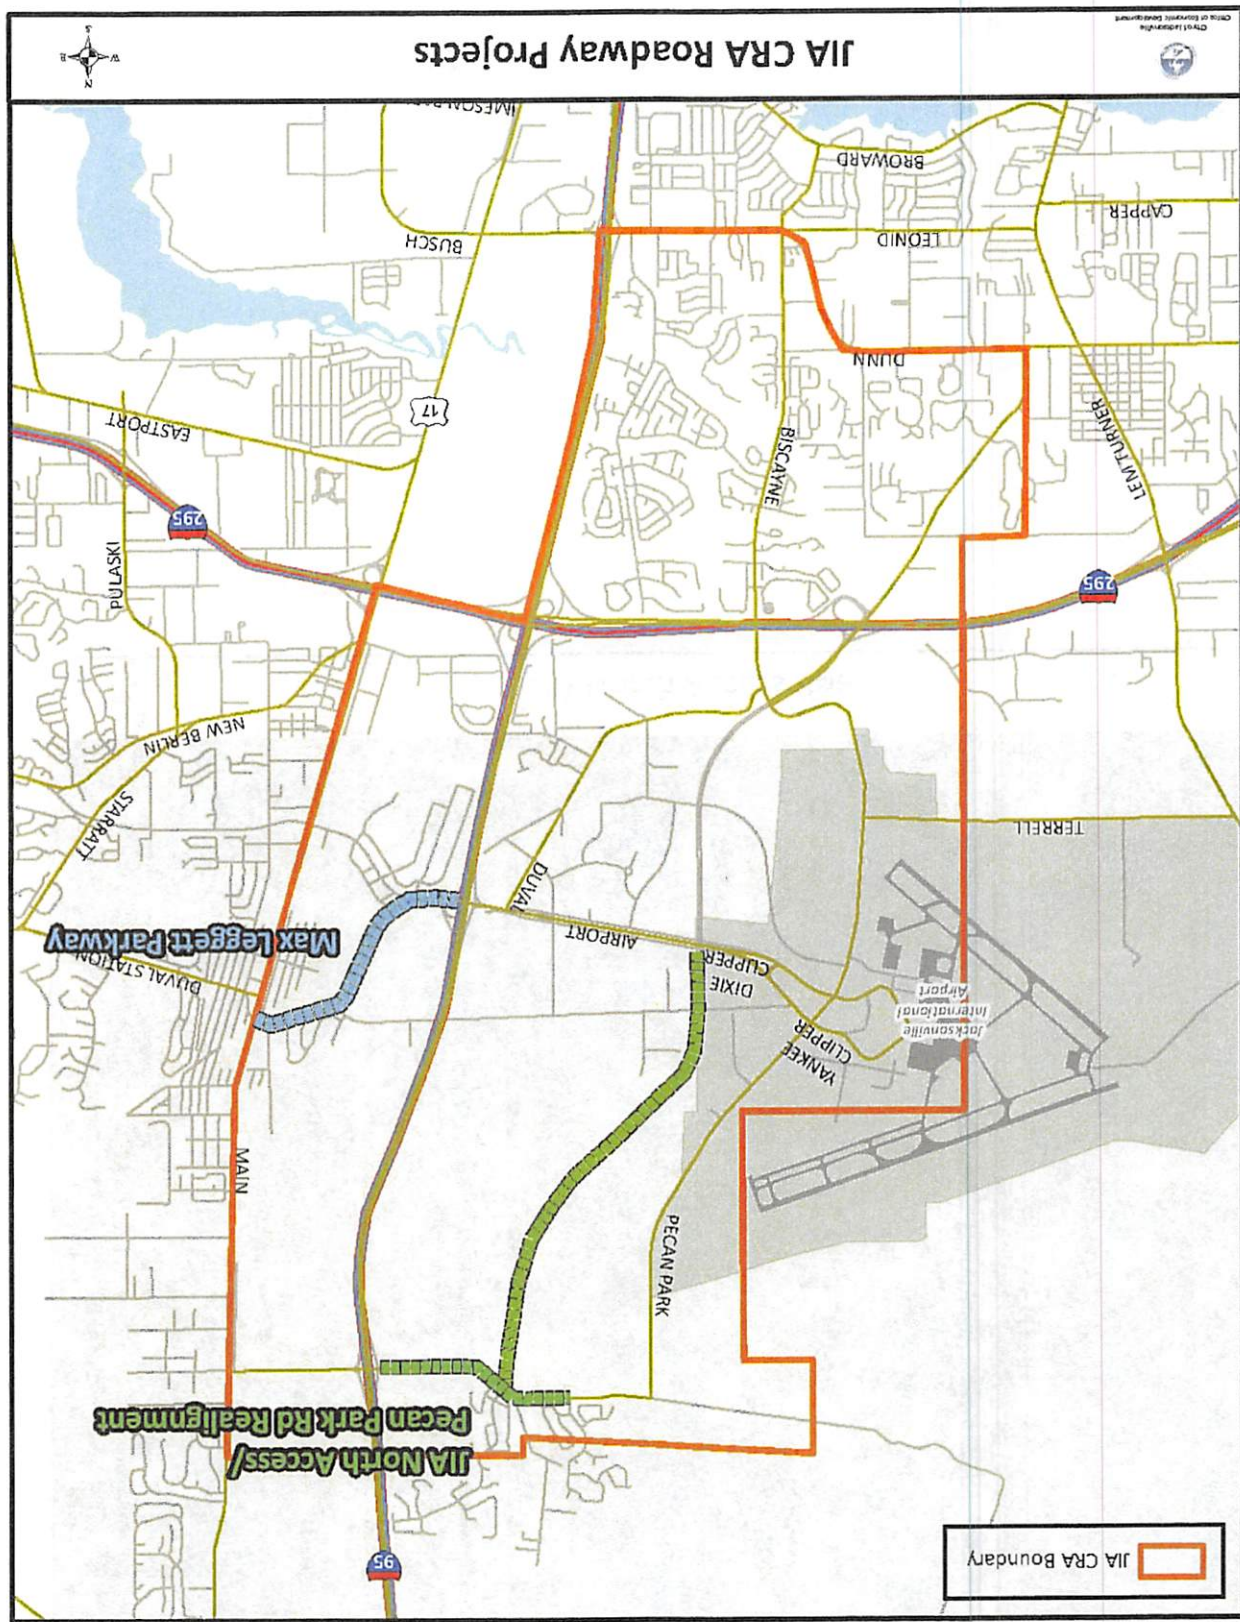 JIA CRA Boundary
95
JIA North Access/
Pecan Park Rd Realignment
PECAN PARK
MAIN
YANKEE
CLIPPER
DIXIE
CLIPPER
Jacksonville
International
Airport
AIRPORT
DUVAL STATION
Max Leggett Parkway
DUVAL
TERRELL
STARRATT
NEW BERLIN
295
295
PULASKI
BISCAYNE
LEM TURNER
EASTPORT
17
DUNN
LEONID
BUSCH
CAPPER
BROWARD
City of Jacksonville
Office of Economic Development
JIA CRA Roadway Projects
N
W
E
S